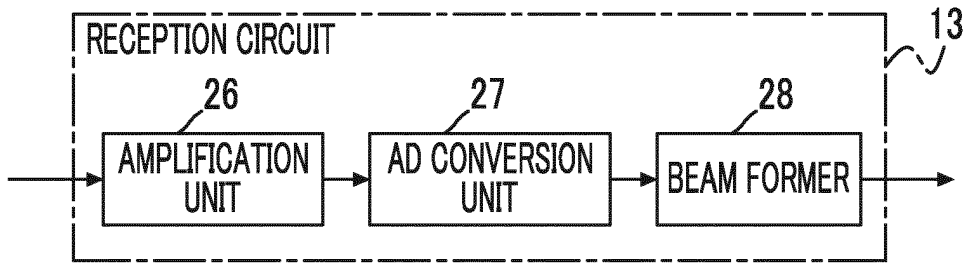 RECEPTION CIRCUIT
13
26
27
28
AMPLIFICATION
UNIT
AD CONVERSION
UNIT
BEAM FORMER